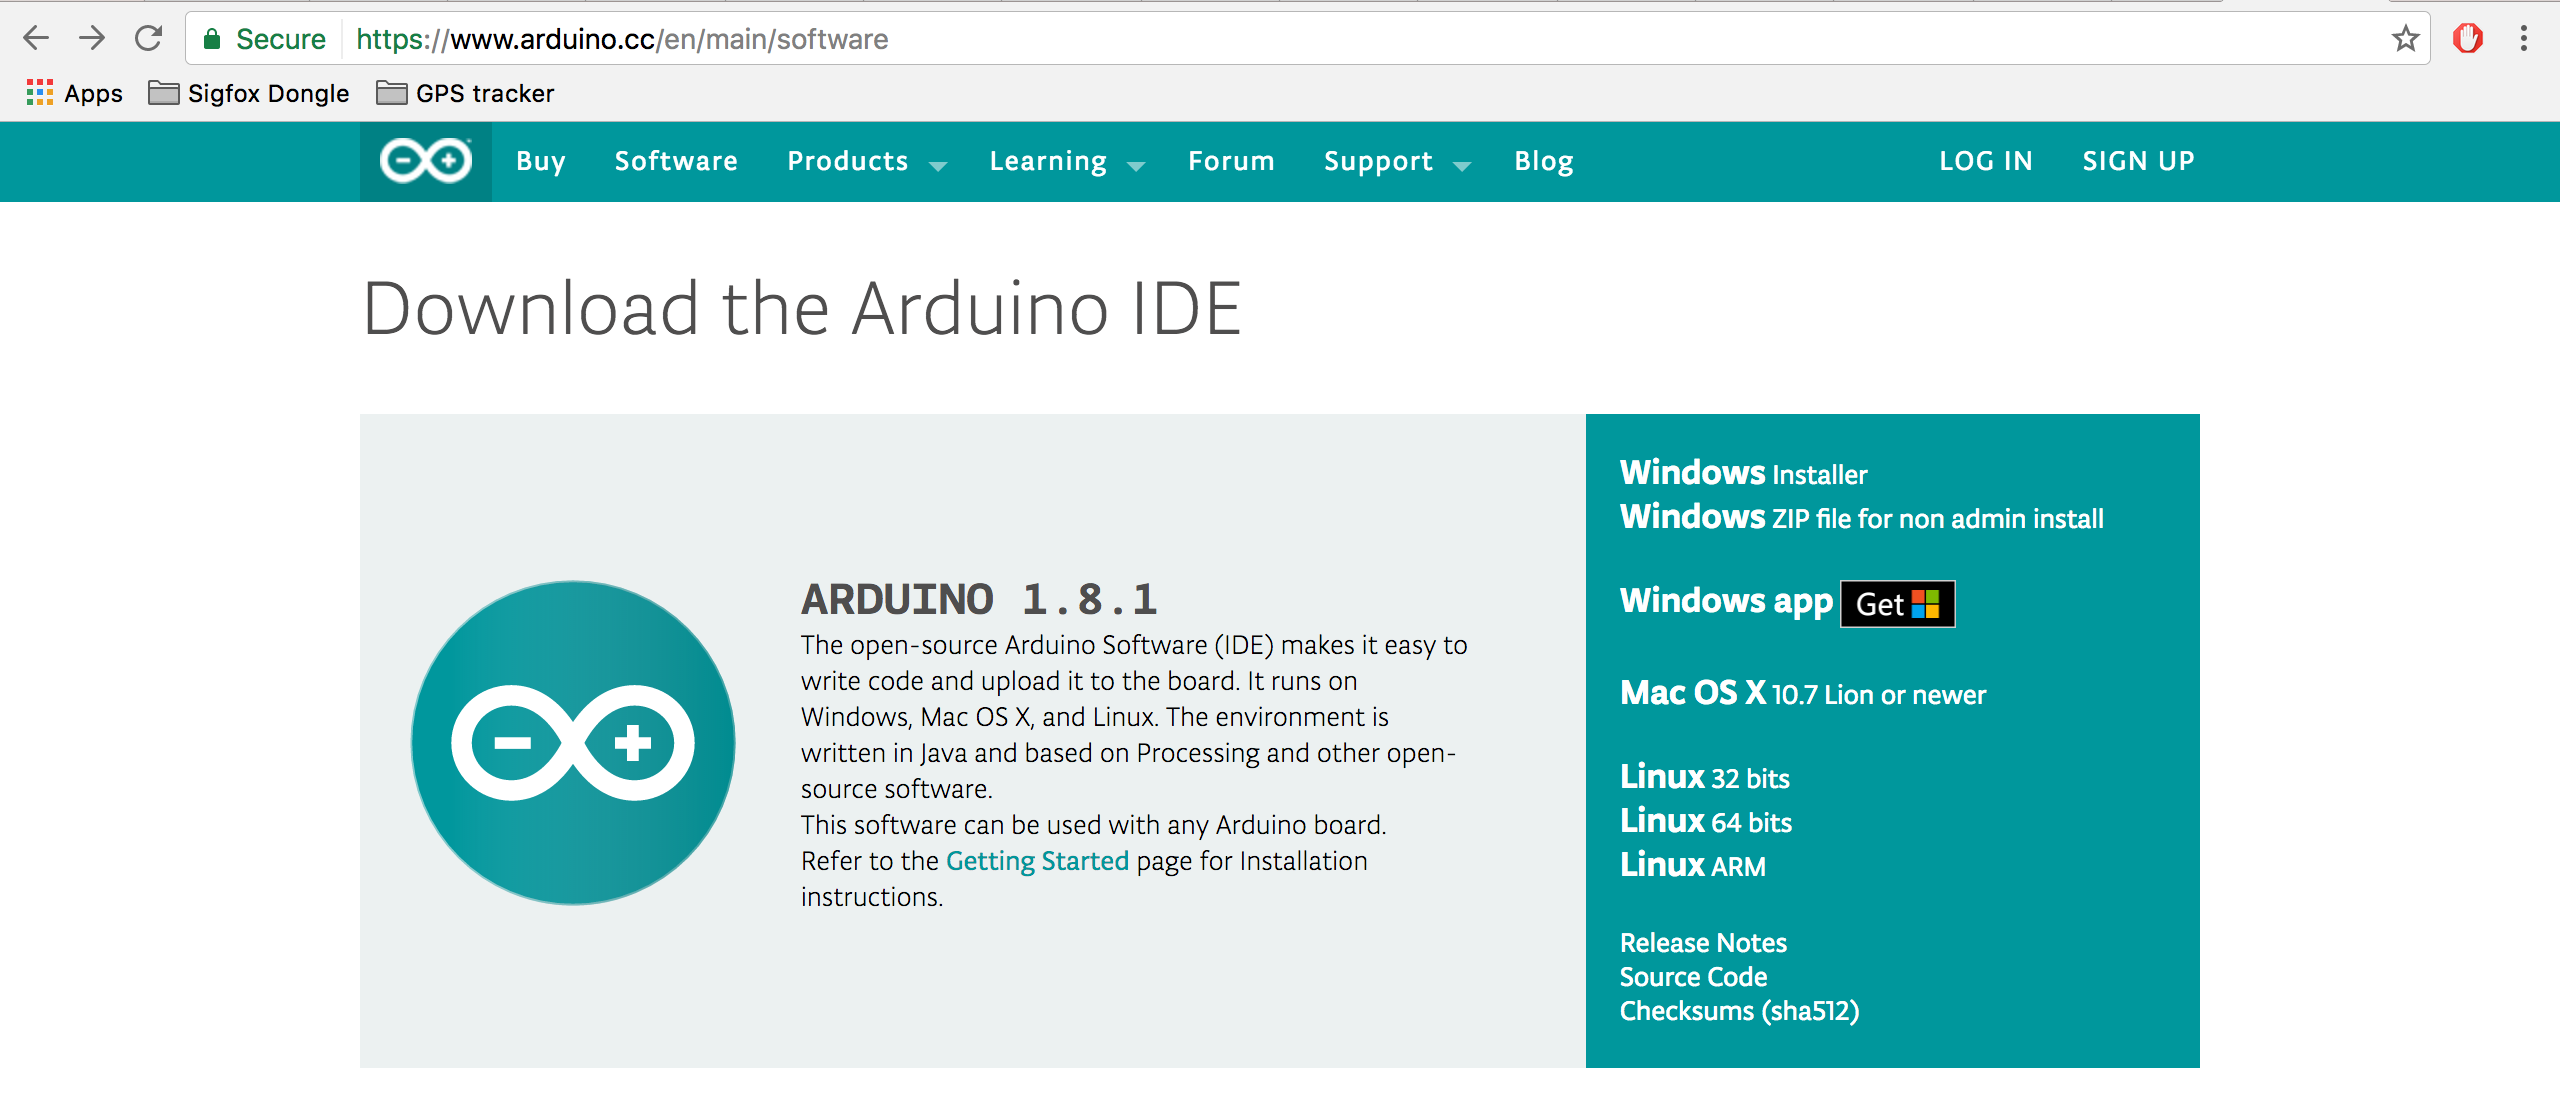 Secure https://www.arduino.cc/en/main/software
Apps Sigfox Dongle GPS tracker
Buy Software Products Learning Forum Support Blog LOG IN SIGN UP
Download the Arduino IDE
ARDUINO 1.8.1
The open-source Arduino Software (IDE) makes it easy to
write code and upload it to the board. It runs on
Windows, Mac OS X, and Linux. The environment is
written in Java and based on Processing and other open-
source software.
This software can be used with any Arduino board.
Refer to the Getting Started page for Installation
instructions.
Windows Installer
Windows ZIP file for non admin install
Windows app Get
Mac OS X 10.7 Lion or newer
Linux 32 bits
Linux 64 bits
Linux ARM
Release Notes
Source Code
Checksums (sha512)